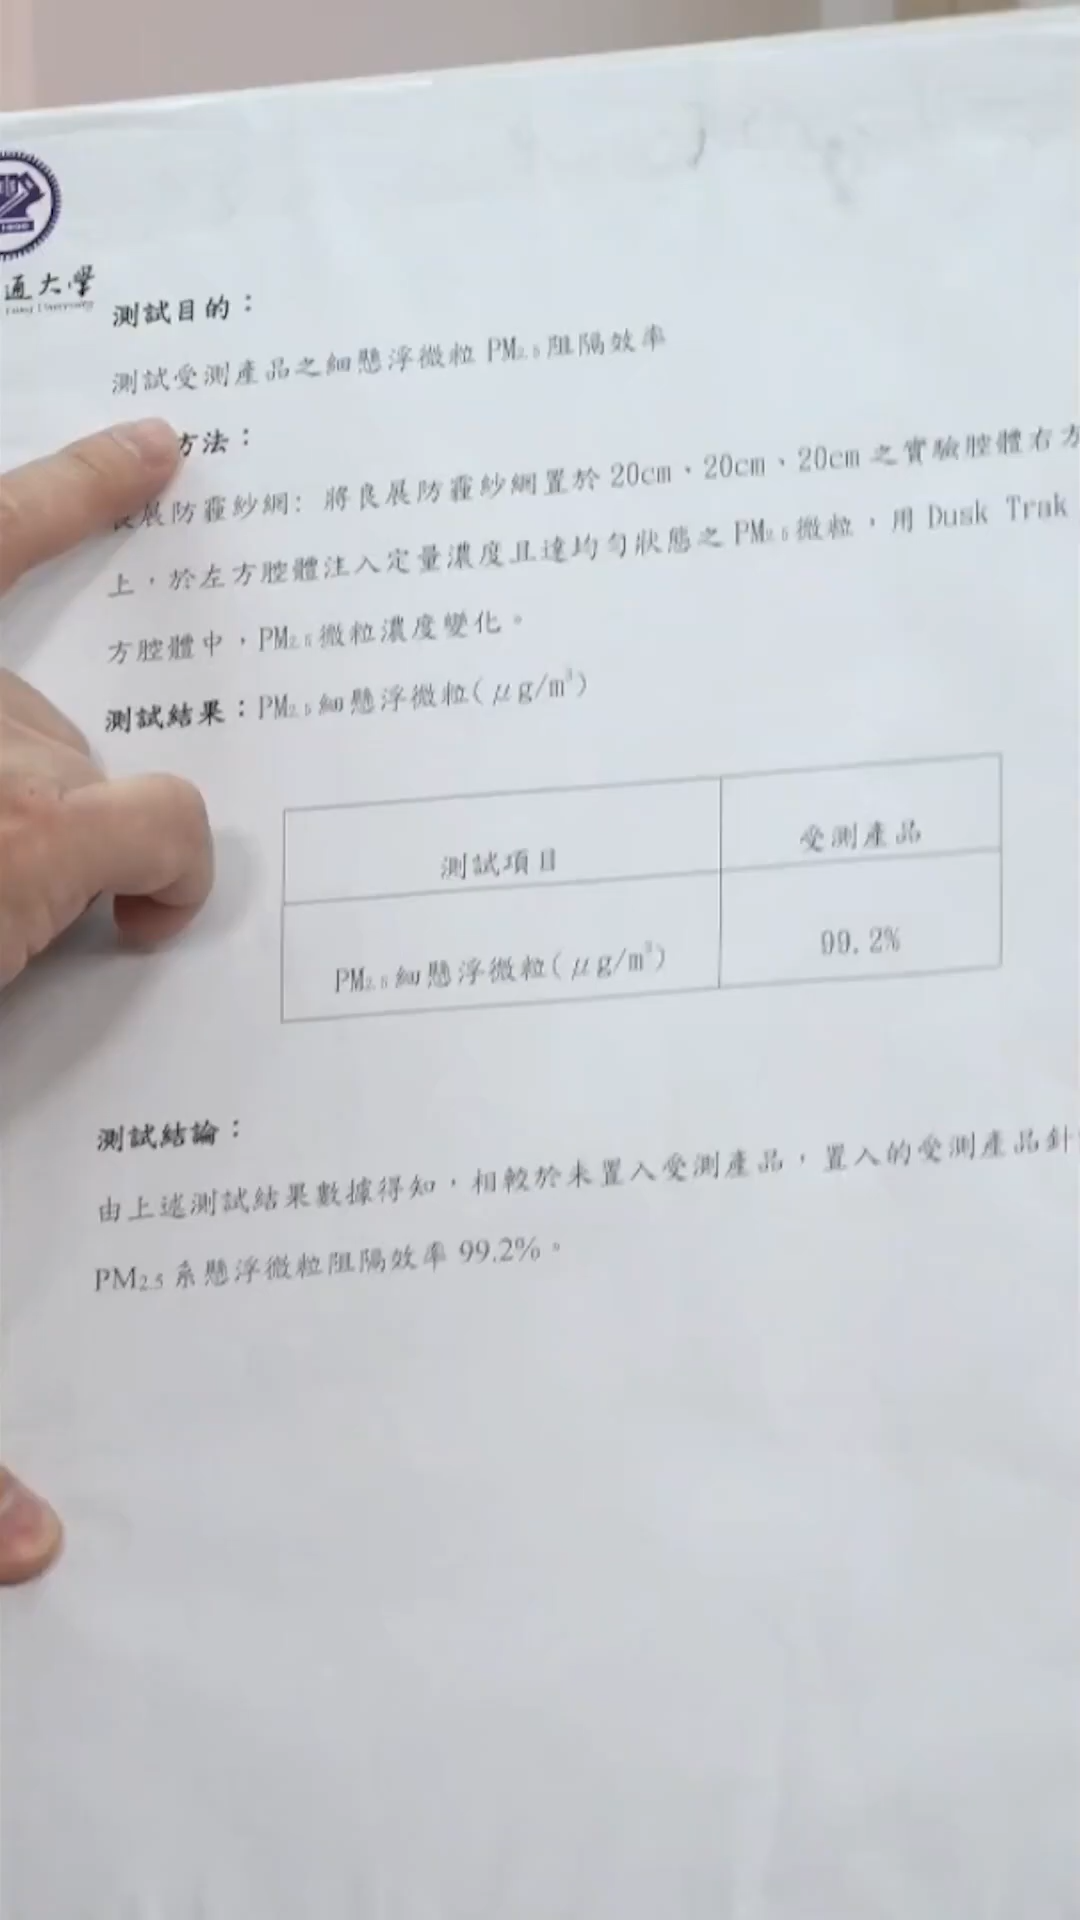 1896
通大學
測試目的：
測試受測產品之細懸浮微粒 PM2.5阻隔效率
方法：
良展防霾紗網: 將良展防霾紗網置於 20cm、20cm、20cm 之實驗腔體右方
上，於左方腔體注入定量濃度且達均勻狀態之 PM2.5微粒，用 Dusk Trak
方腔體中，PM2.5微粒濃度變化。
測試結果：PM2.5細懸浮微粒(μg/m³)
測試項目 受測產品
PM2.5細懸浮微粒(μg/m³) 99.2%
測試結論：
由上述測試結果數據得知，相較於未置入受測產品，置入的受測產品針
PM2.5 系懸浮微粒阻隔效率 99.2%。